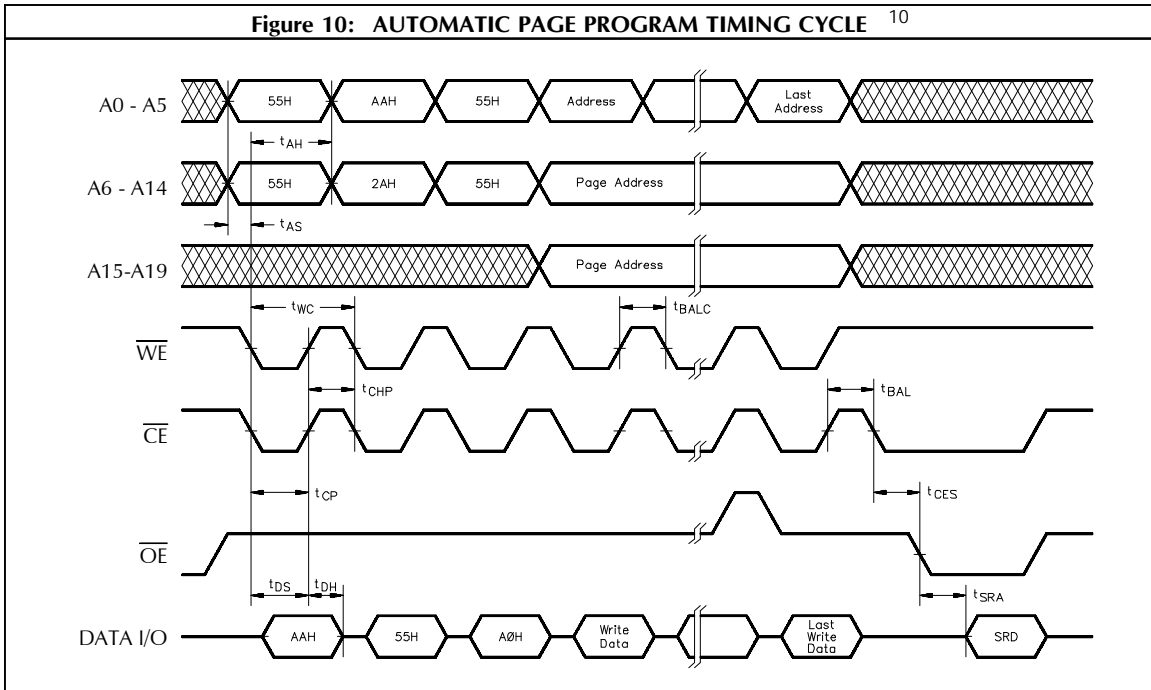 Figure 10: AUTOMATIC PAGE PROGRAM TIMING CYCLE 10
A0 - A5 55H AAH 55H Address Last Address
tAH
A6 - A14 55H 2AH 55H Page Address
tAS
A15-A19 Page Address
tWC tBALC
WE
tCHP tBAL
CE
tCP tCES
OE
tDS tDH tSRA
DATA I/O AAH 55H AØH Write Data Last Write Data SRD